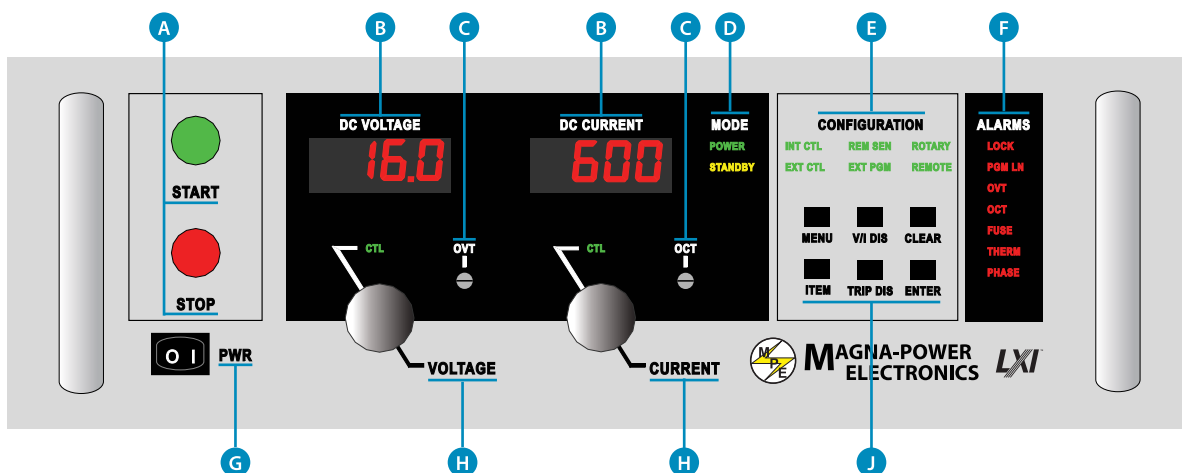 A B C B C D E F
DC VOLTAGE DC CURRENT MODE CONFIGURATION ALARMS
16.0 600
POWER INT CTL REM SEN ROTARY LOCK
STANDBY EXT CTL EXT PGM REMOTE PGM LN
START OVT
MENU V/I DIS CLEAR OCT
CTL OVT CTL OCT FUSE
THERM
PHASE
STOP ITEM TRIP DIS ENTER
O I PWR
VOLTAGE CURRENT
M P E MAGNA-POWER
ELECTRONICS
LXI
G H H J